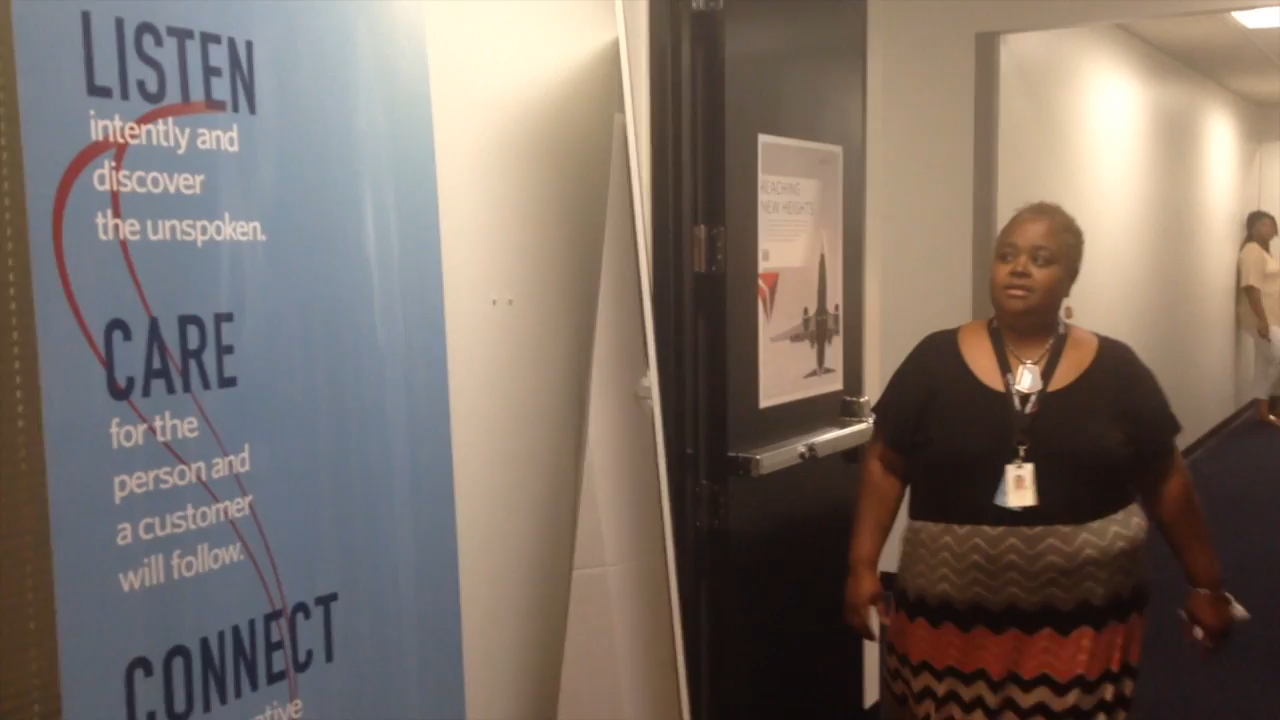 LISTEN
intently and
discover
the unspoken.
CARE
for the
person and
a customer
will follow.
CONNECT
REACHING
NEW HEIGHTS